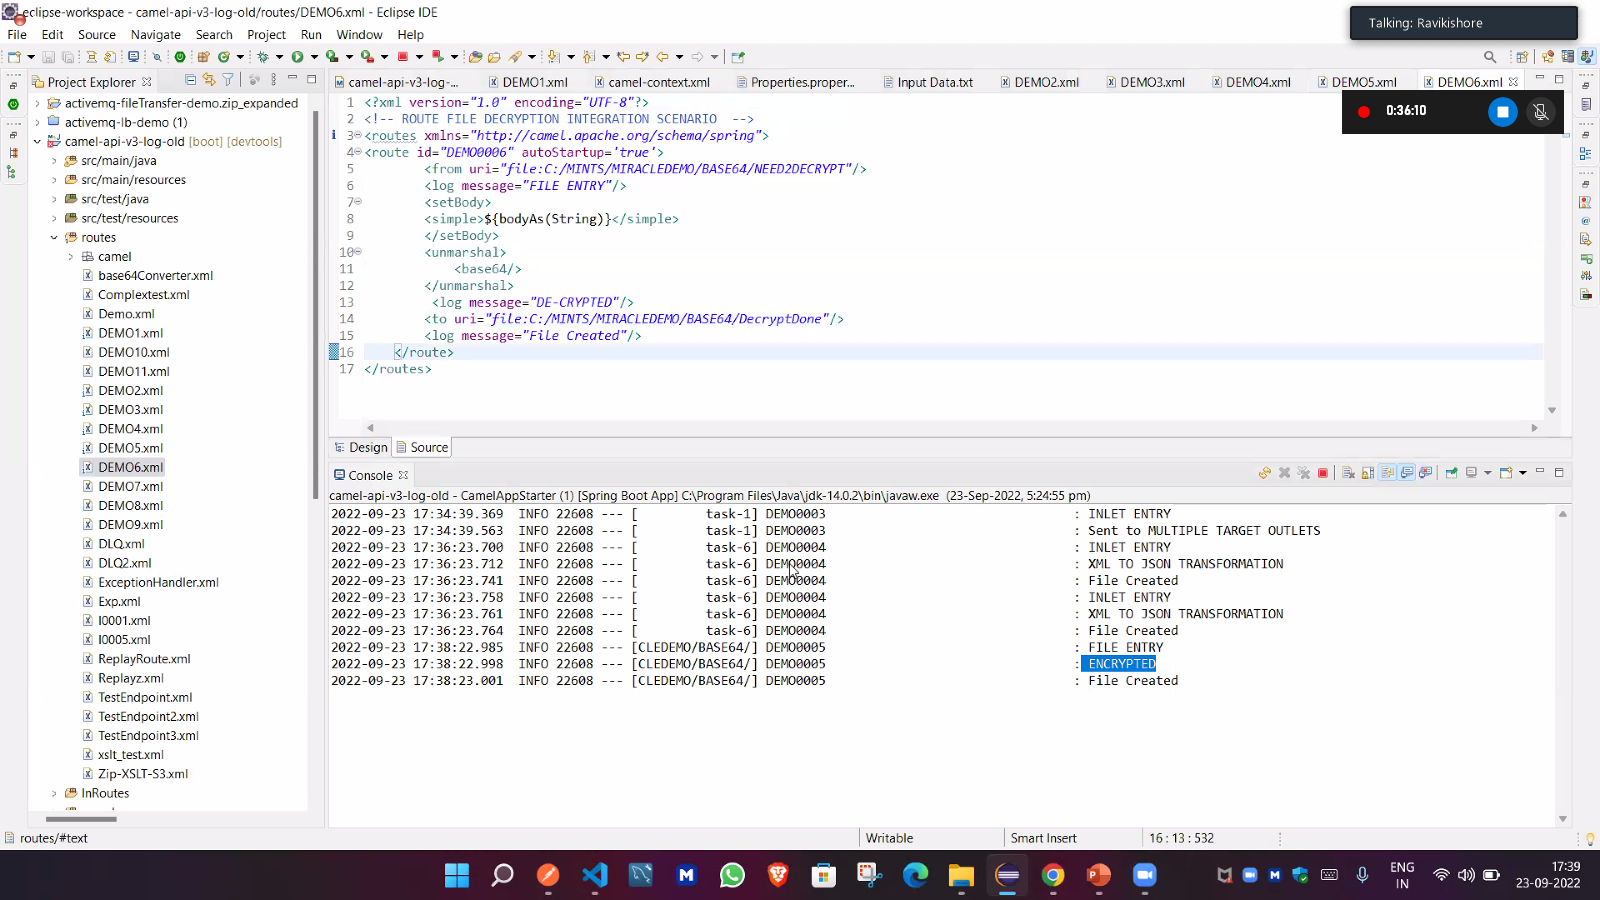 eclipse-workspace - camel-api-v3-log-old/routes/DEMO6.xml - Eclipse IDE
Talking: Ravikishore
File Edit Source Navigate Search Project Run Window Help
0:36:10
Project Explorer
activemq-fileTransfer-demo.zip_expanded
activemq-lb-demo (1)
camel-api-v3-log-old [boot] [devtools]
src/main/java
src/main/resources
src/test/java
src/test/resources
routes
camel
base64Converter.xml
Complextest.xml
Demo.xml
DEMO1.xml
DEMO10.xml
DEMO11.xml
DEMO2.xml
DEMO3.xml
DEMO4.xml
DEMO5.xml
DEMO6.xml
DEMO7.xml
DEMO8.xml
DEMO9.xml
DLQ.xml
DLQ2.xml
ExceptionHandler.xml
Exp.xml
I0001.xml
I0005.xml
ReplayRoute.xml
Replayz.xml
TestEndpoint.xml
TestEndpoint2.xml
TestEndpoint3.xml
xslt_test.xml
Zip-XSLT-S3.xml
InRoutes
camel-api-v3-log-... DEMO1.xml camel-context.xml Properties.proper... Input Data.txt DEMO2.xml DEMO3.xml DEMO4.xml DEMO5.xml DEMO6.xml
1 <?xml version="1.0" encoding="UTF-8"?>
2 <!-- ROUTE FILE DECRYPTION INTEGRATION SCENARIO -->
3 <routes xmlns="http://camel.apache.org/schema/spring">
4 <route id="DEMO0006" autoStartup='true'>
5 <from uri="file:C:/MINTS/MIRACLEDEMO/BASE64/NEED2DECRYPT"/>
6 <log message="FILE ENTRY"/>
7 <setBody>
8 <simple>${bodyAs(String)}</simple>
9 </setBody>
10 <unmarshal>
11 <base64/>
12 </unmarshal>
13 <log message="DE-CRYPTED"/>
14 <to uri="file:C:/MINTS/MIRACLEDEMO/BASE64/DecryptDone"/>
15 <log message="File Created"/>
16 </route>
17 </routes>
Design Source
Console
camel-api-v3-log-old - CamelAppStarter (1) [Spring Boot App] C:\Program Files\Java\jdk-14.0.2\bin\javaw.exe (23-Sep-2022, 5:24:55 pm)
2022-09-23 17:34:39.369 INFO 22608 --- [ task-1] DEMO0003 : INLET ENTRY
2022-09-23 17:34:39.563 INFO 22608 --- [ task-1] DEMO0003 : Sent to MULTIPLE TARGET OUTLETS
2022-09-23 17:36:23.700 INFO 22608 --- [ task-6] DEMO0004 : INLET ENTRY
2022-09-23 17:36:23.712 INFO 22608 --- [ task-6] DEMO0004 : XML TO JSON TRANSFORMATION
2022-09-23 17:36:23.741 INFO 22608 --- [ task-6] DEMO0004 : File Created
2022-09-23 17:36:23.758 INFO 22608 --- [ task-6] DEMO0004 : INLET ENTRY
2022-09-23 17:36:23.761 INFO 22608 --- [ task-6] DEMO0004 : XML TO JSON TRANSFORMATION
2022-09-23 17:36:23.764 INFO 22608 --- [ task-6] DEMO0004 : File Created
2022-09-23 17:38:22.985 INFO 22608 --- [CLEDEMO/BASE64/] DEMO0005 : FILE ENTRY
2022-09-23 17:38:22.998 INFO 22608 --- [CLEDEMO/BASE64/] DEMO0005 : ENCRYPTED
2022-09-23 17:38:23.001 INFO 22608 --- [CLEDEMO/BASE64/] DEMO0005 : File Created
routes/#text Writable Smart Insert 16 : 13 : 532
ENG
IN
17:39
23-09-2022